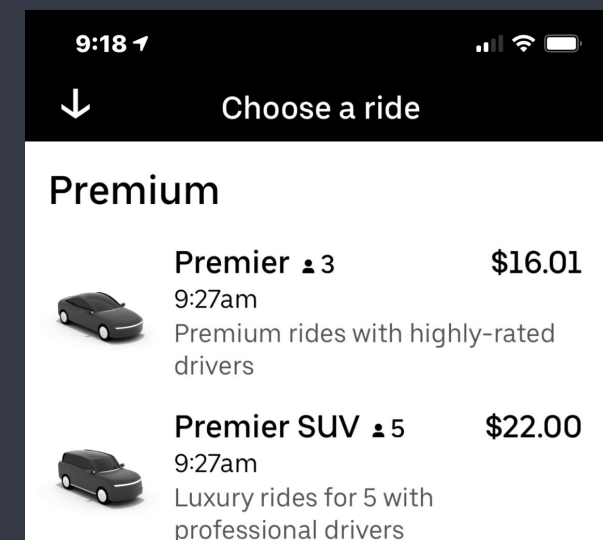 9:18
Choose a ride
Premium
Premier 3 $16.01
9:27am
Premium rides with highly-rated
drivers
Premier SUV 5 $22.00
9:27am
Luxury rides for 5 with
professional drivers